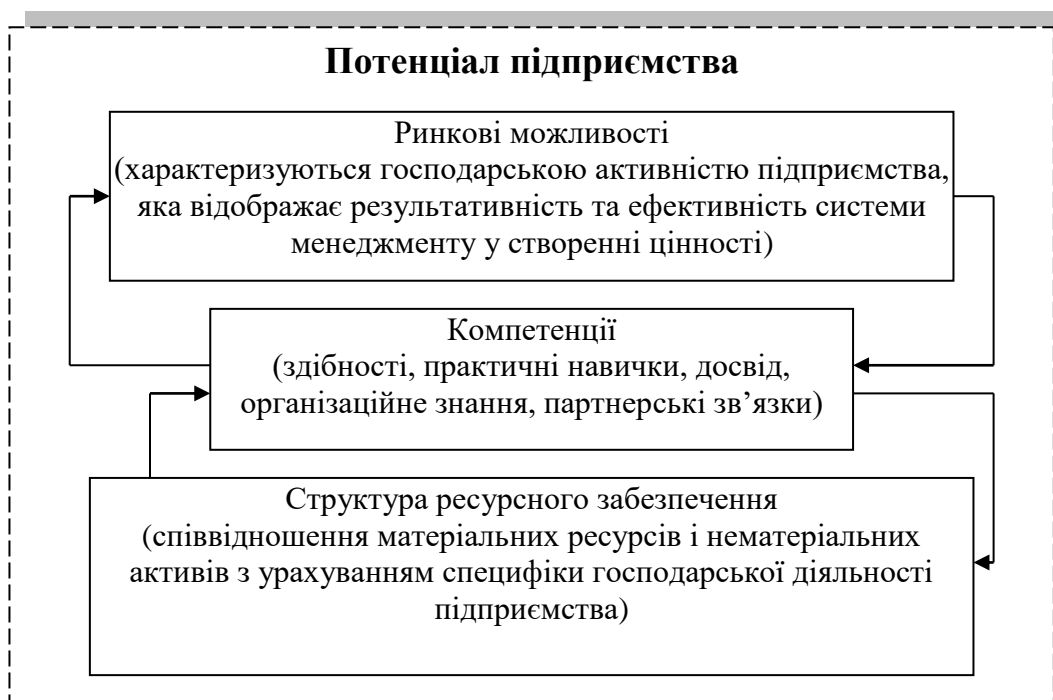 Потенціал підприємства
Ринкові можливості
(характеризуються господарською активністю підприємства,
яка відображає результативність та ефективність системи
менеджменту у створенні цінності)
Компетенції
(здібності, практичні навички, досвід,
організаційне знання, партнерські зв’язки)
Структура ресурсного забезпечення
(співвідношення матеріальних ресурсів і нематеріальних
активів з урахуванням специфіки господарської діяльності
підприємства)